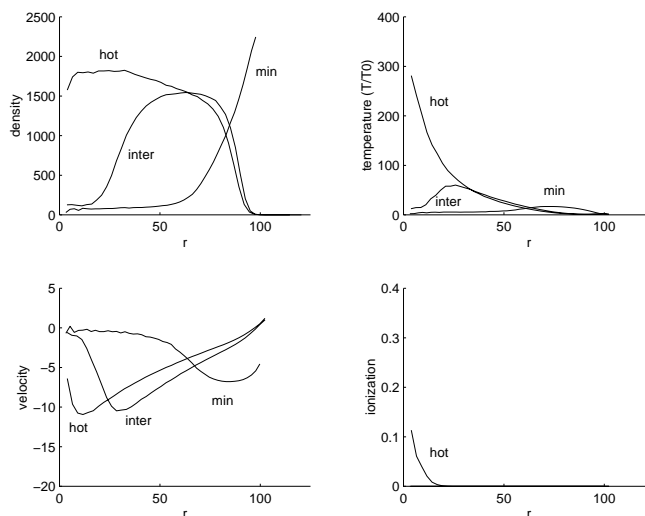 2500
2000
1500
1000
500
0
density
hot
inter
min
0
50
100
r
400
300
200
100
0
temperature (T/T0)
hot
inter
min
0
50
100
r
5
0
−5
−10
−15
−20
velocity
hot
inter
min
0
50
100
r
0.4
0.3
0.2
0.1
0
ionization
hot
0
50
100
r